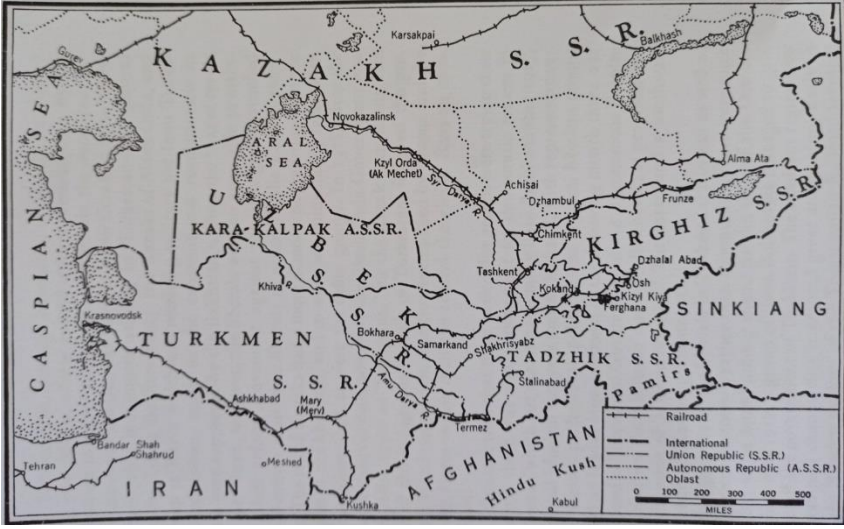 KAZAKH S.S.R.
Karsakpai
Balkhash
Gurev
CASPIAN SEA
ARAL
SEA
Novokazalinsk
Kzyl Orda
(Ak Mechet)
Syr Darya R.
Achisai
Dzhambul
Alma Ata
Frunze
KIRGHIZ S.S.R.
UZBEK
S.S.R.
KARA-KALPAK A.S.S.R.
Chimkent
Tashkent
Dzhalal Abad
Kokand
Osh
Kizyl Kiya
Ferghana
SINKIANG
Khiva
Krasnovodsk
TURKMEN
S.S.R.
Bokhara
Samarkand
Shakhrisyabz
TADZHIK S.S.R.
Stalinabad
Pamirs
Ashkhabad
Mary
(Merv)
Amu Darya R.
Termez
Bandar Shah
Shahrud
Tehran
Meshed
IRAN
Kushka
AFGHANISTAN
Hindu Kush
Kabul
Railroad
International
Union Republic (S.S.R.)
Autonomous Republic (A.S.S.R.)
Oblast
0 100 200 300 400 500
MILES